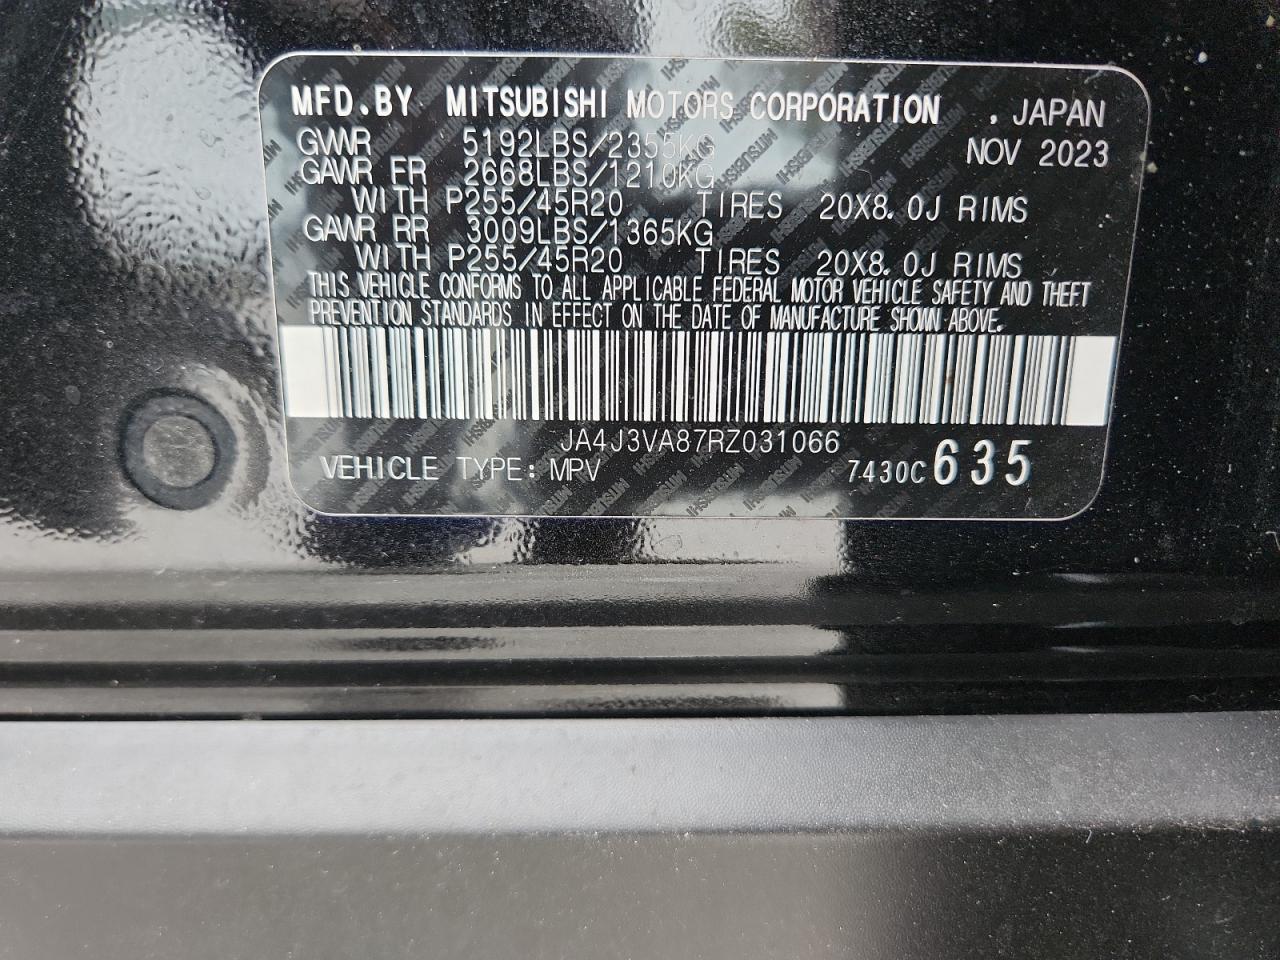 MFD.BY MITSUBISHI MOTORS CORPORATION . JAPAN
GVWR 5192LBS/2355KG NOV 2023
GAWR FR 2668LBS/1210KG
WITH P255/45R20 TIRES 20X8.0J RIMS
GAWR RR 3009LBS/1365KG
WITH P255/45R20 TIRES 20X8.0J RIMS
THIS VEHICLE CONFORMS TO ALL APPLICABLE FEDERAL MOTOR VEHICLE SAFETY AND THEFT
PREVENTION STANDARDS IN EFFECT ON THE DATE OF MANUFACTURE SHOWN ABOVE.
JA4J3VA87RZ031066
VEHICLE TYPE: MPV 7430C 635